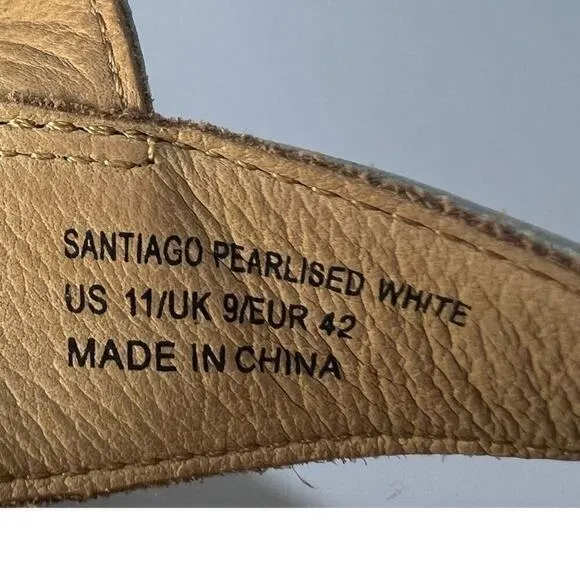 SANTIAGO PEARLISED WHITE
US 11/UK 9/EUR 42
MADE IN CHINA